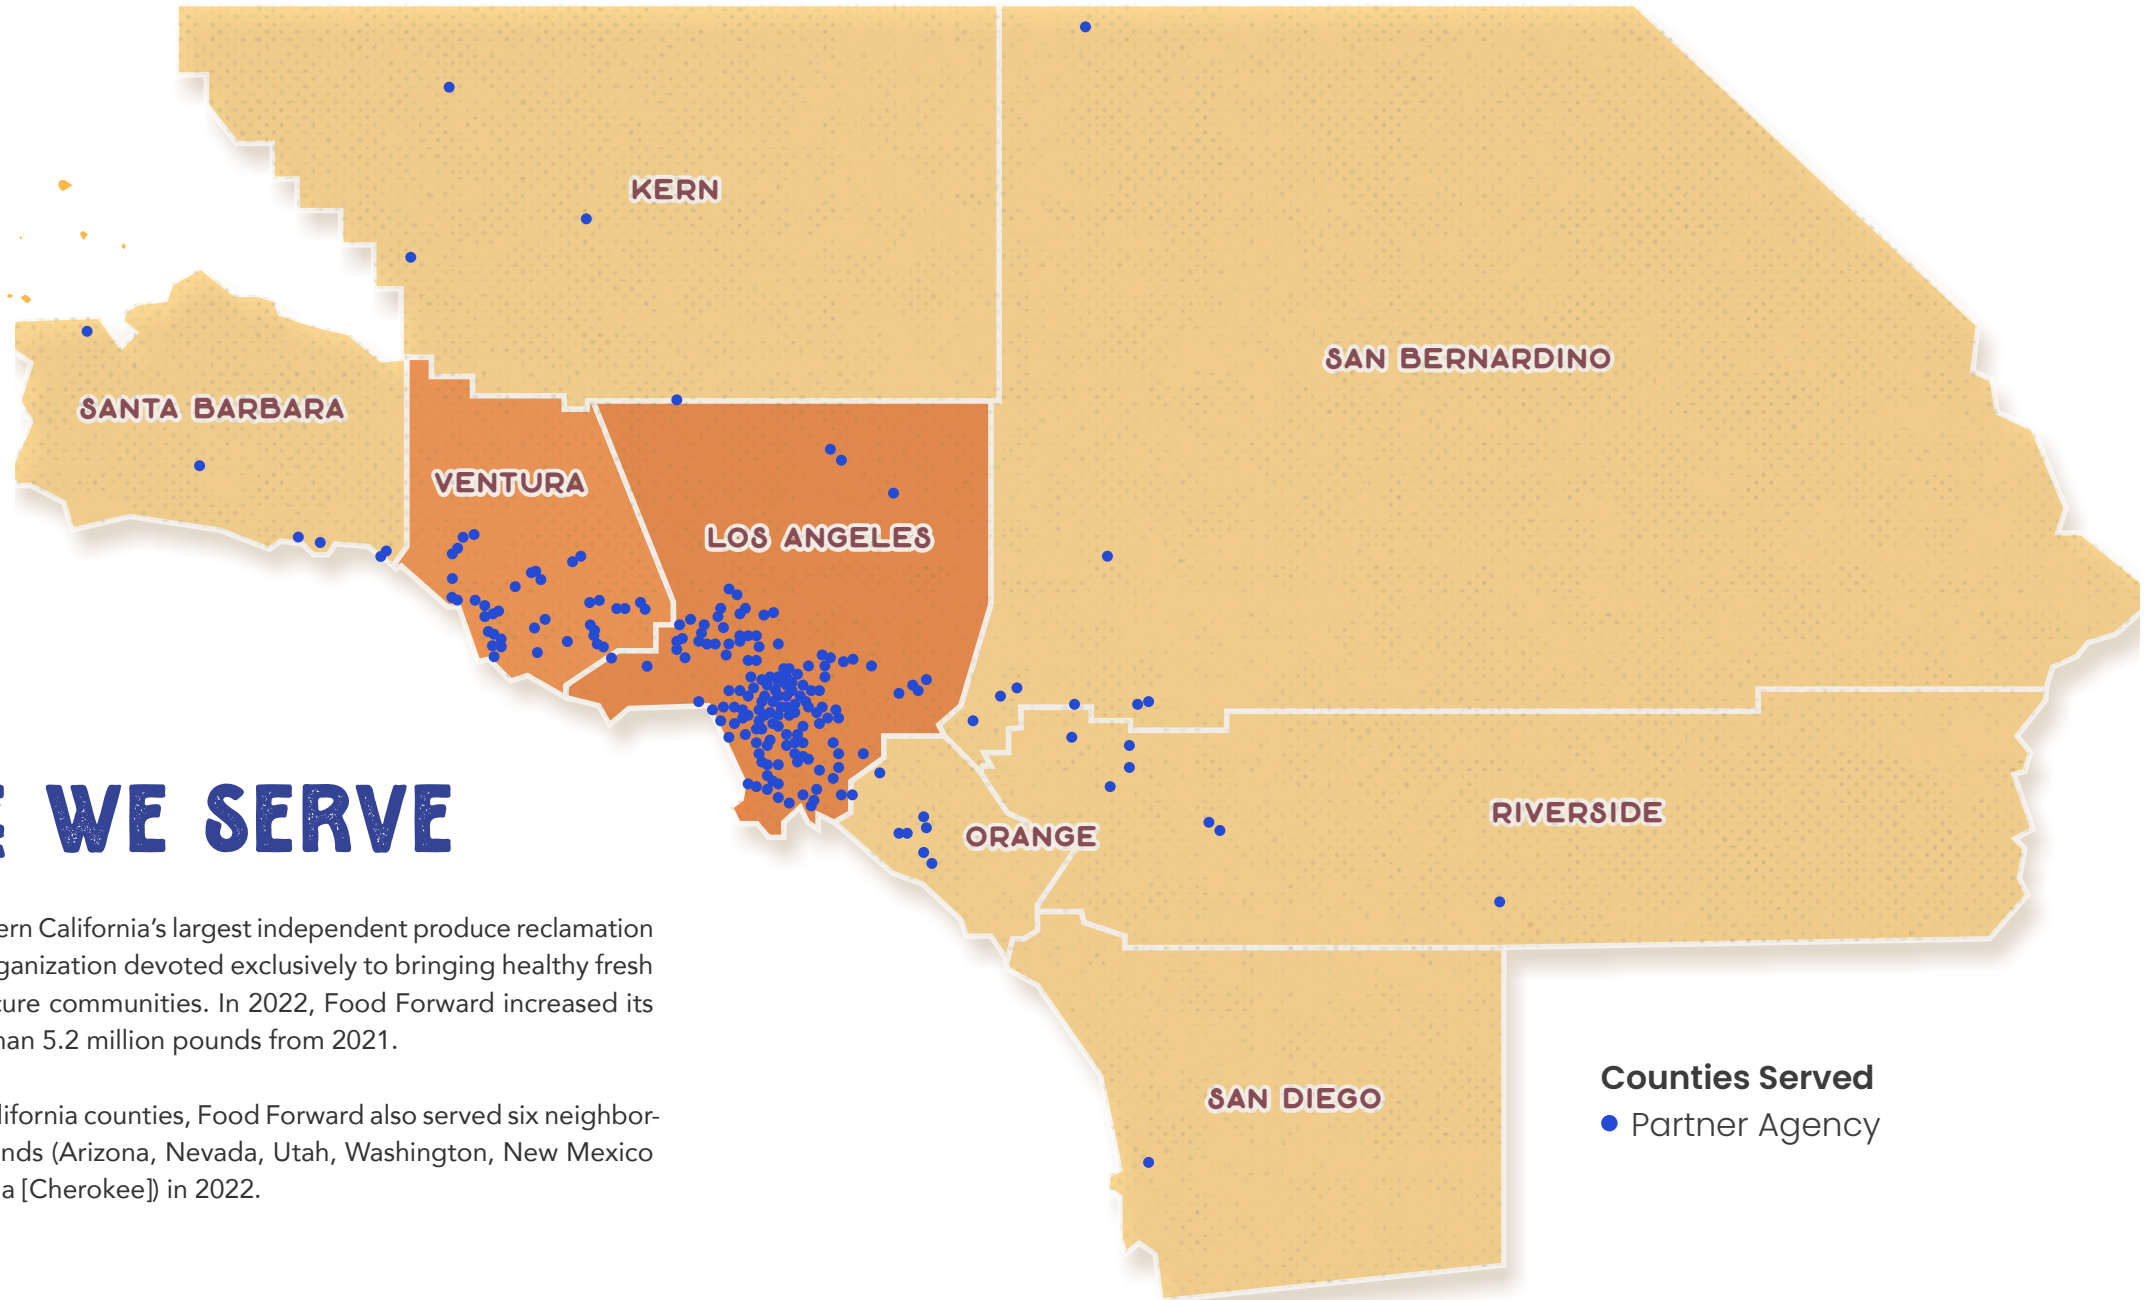 KERN
SAN BERNARDINO
SANTA BARBARA
VENTURA
LOS ANGELES
WE SERVE
RIVERSIDE
ORANGE
ern California’s largest independent produce reclamation
ganization devoted exclusively to bringing healthy fresh
cure communities. In 2022, Food Forward increased its
han 5.2 million pounds from 2021.
lifornia counties, Food Forward also served six neighbor-
nds (Arizona, Nevada, Utah, Washington, New Mexico
a [Cherokee]) in 2022.
SAN DIEGO
Counties Served
Partner Agency